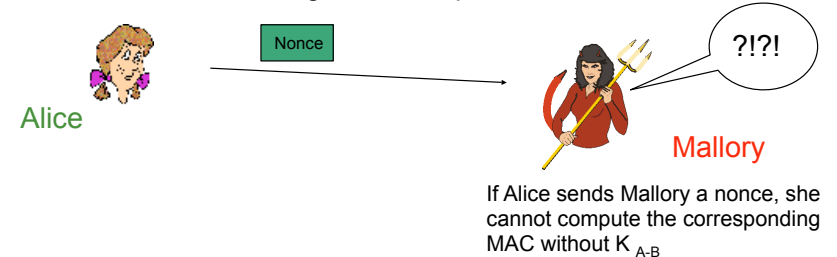 Nonce
?!?!
Alice
Mallory
If Alice sends Mallory a nonce, she
cannot compute the corresponding
MAC without K A-B